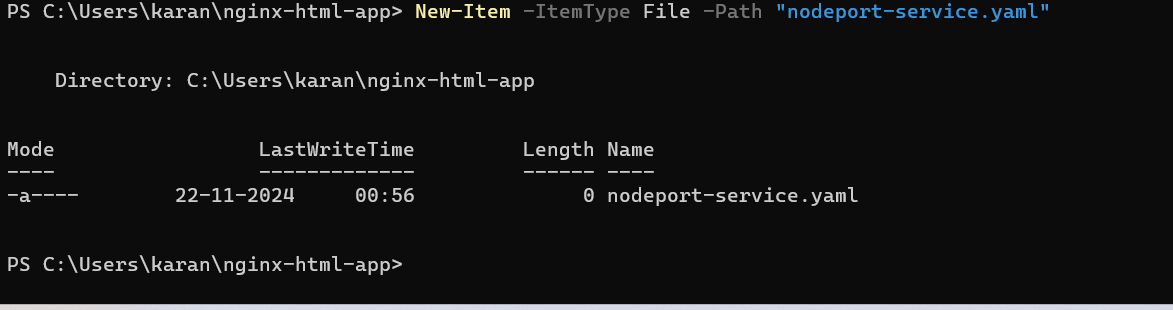 PS C:\Users\karan\nginx-html-app> New-Item -ItemType File -Path "nodeport-service.yaml"
Directory: C:\Users\karan\nginx-html-app
Mode LastWriteTime Length Name
---- ------------- ------ ----
-a---- 22-11-2024 00:56 0 nodeport-service.yaml
PS C:\Users\karan\nginx-html-app>